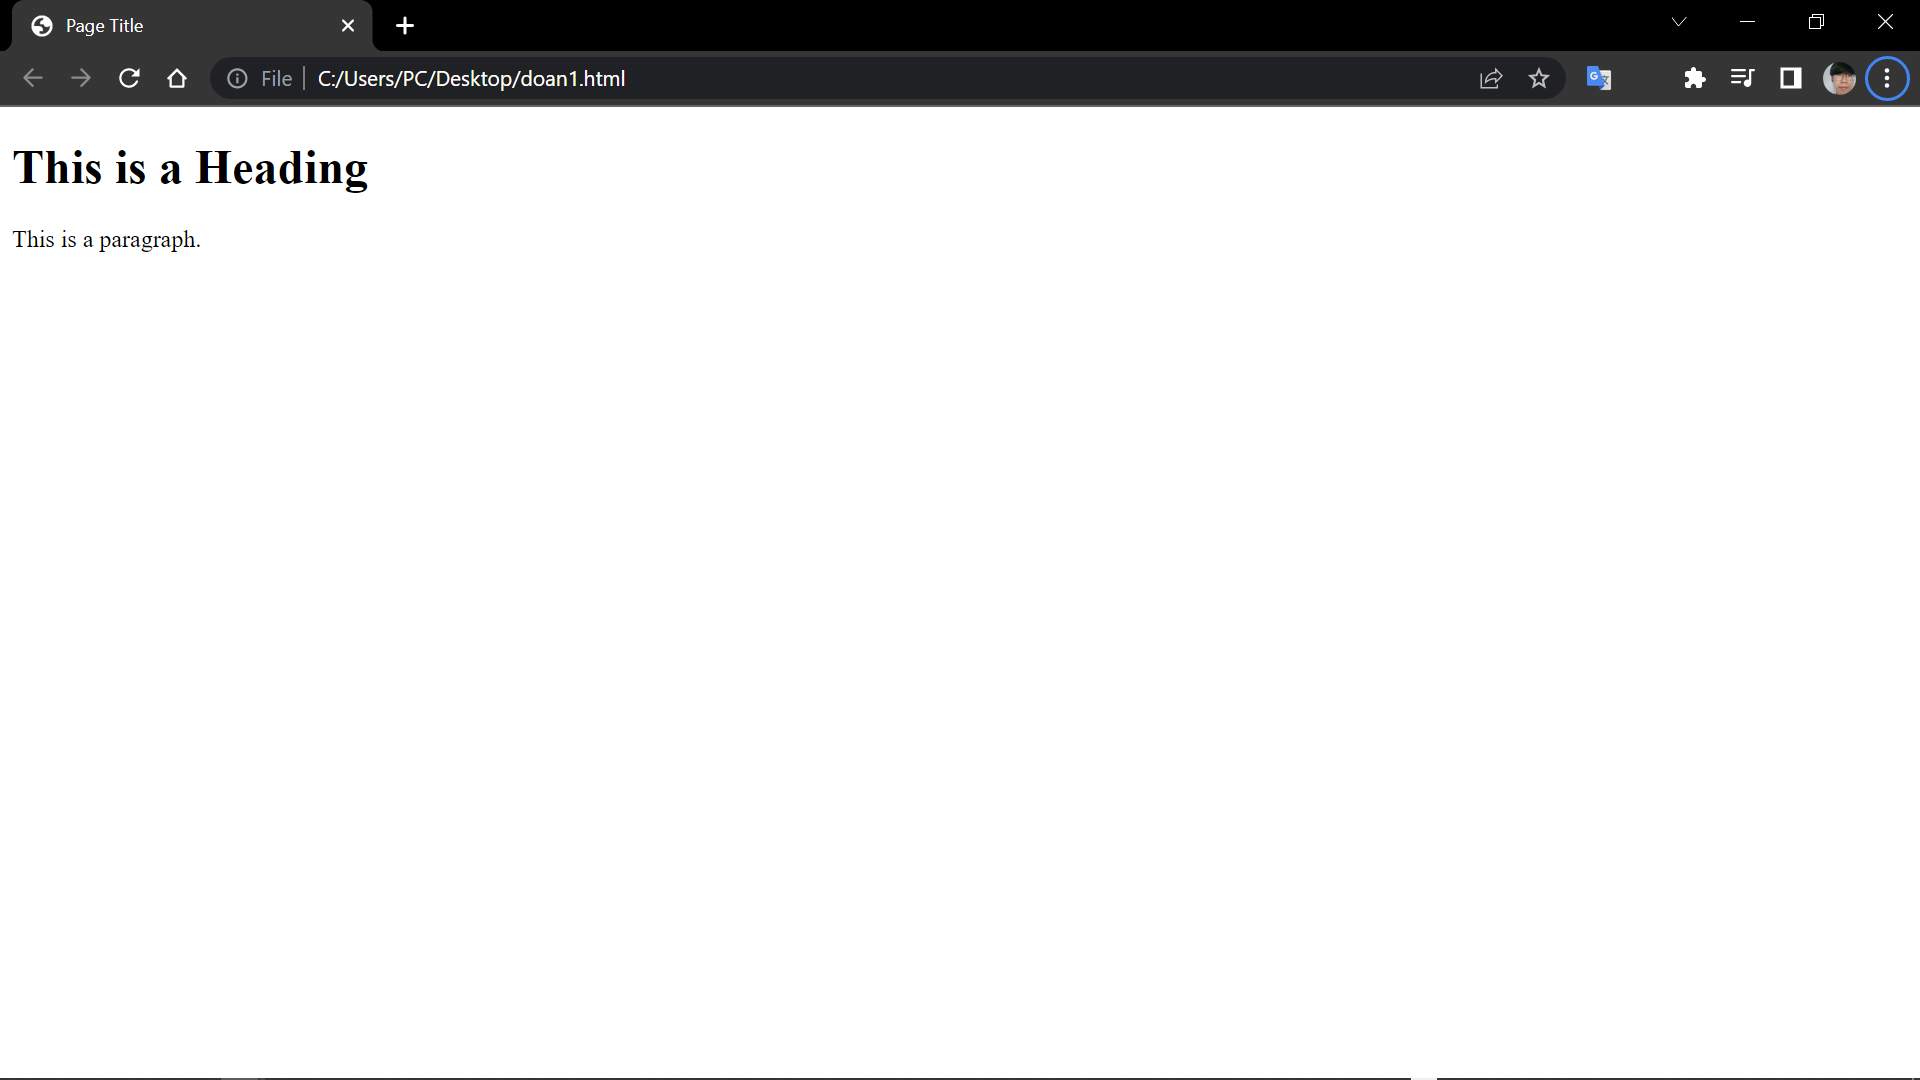 Page Title
File C:/Users/PC/Desktop/doan1.html
This is a Heading
This is a paragraph.